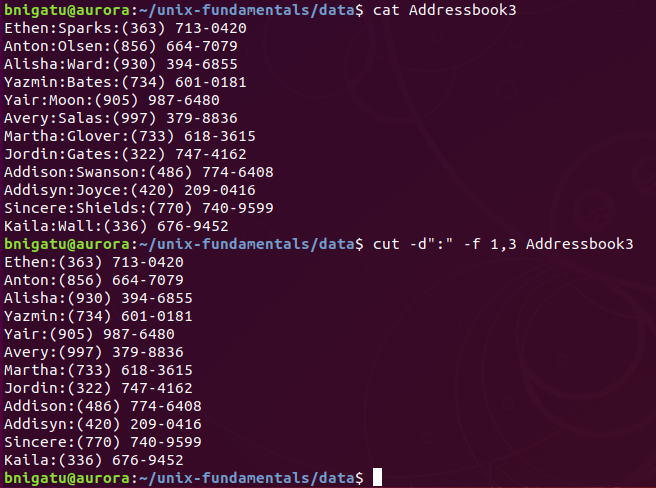 bnigatu@aurora:~/unix-fundamentals/data$ cat Addressbook3
Ethen:Sparks:(363) 713-0420
Anton:Olsen:(856) 664-7079
Alisha:Ward:(930) 394-6855
Yazmin:Bates:(734) 601-0181
Yair:Moon:(905) 987-6480
Avery:Salas:(997) 379-8836
Martha:Glover:(733) 618-3615
Jordin:Gates:(322) 747-4162
Addison:Swanson:(486) 774-6408
Addisyn:Joyce:(420) 209-0416
Sincere:Shields:(770) 740-9599
Kaila:Wall:(336) 676-9452
bnigatu@aurora:~/unix-fundamentals/data$ cut -d":" -f 1,3 Addressbook3
Ethen:(363) 713-0420
Anton:(856) 664-7079
Alisha:(930) 394-6855
Yazmin:(734) 601-0181
Yair:(905) 987-6480
Avery:(997) 379-8836
Martha:(733) 618-3615
Jordin:(322) 747-4162
Addison:(486) 774-6408
Addisyn:(420) 209-0416
Sincere:(770) 740-9599
Kaila:(336) 676-9452
bnigatu@aurora:~/unix-fundamentals/data$